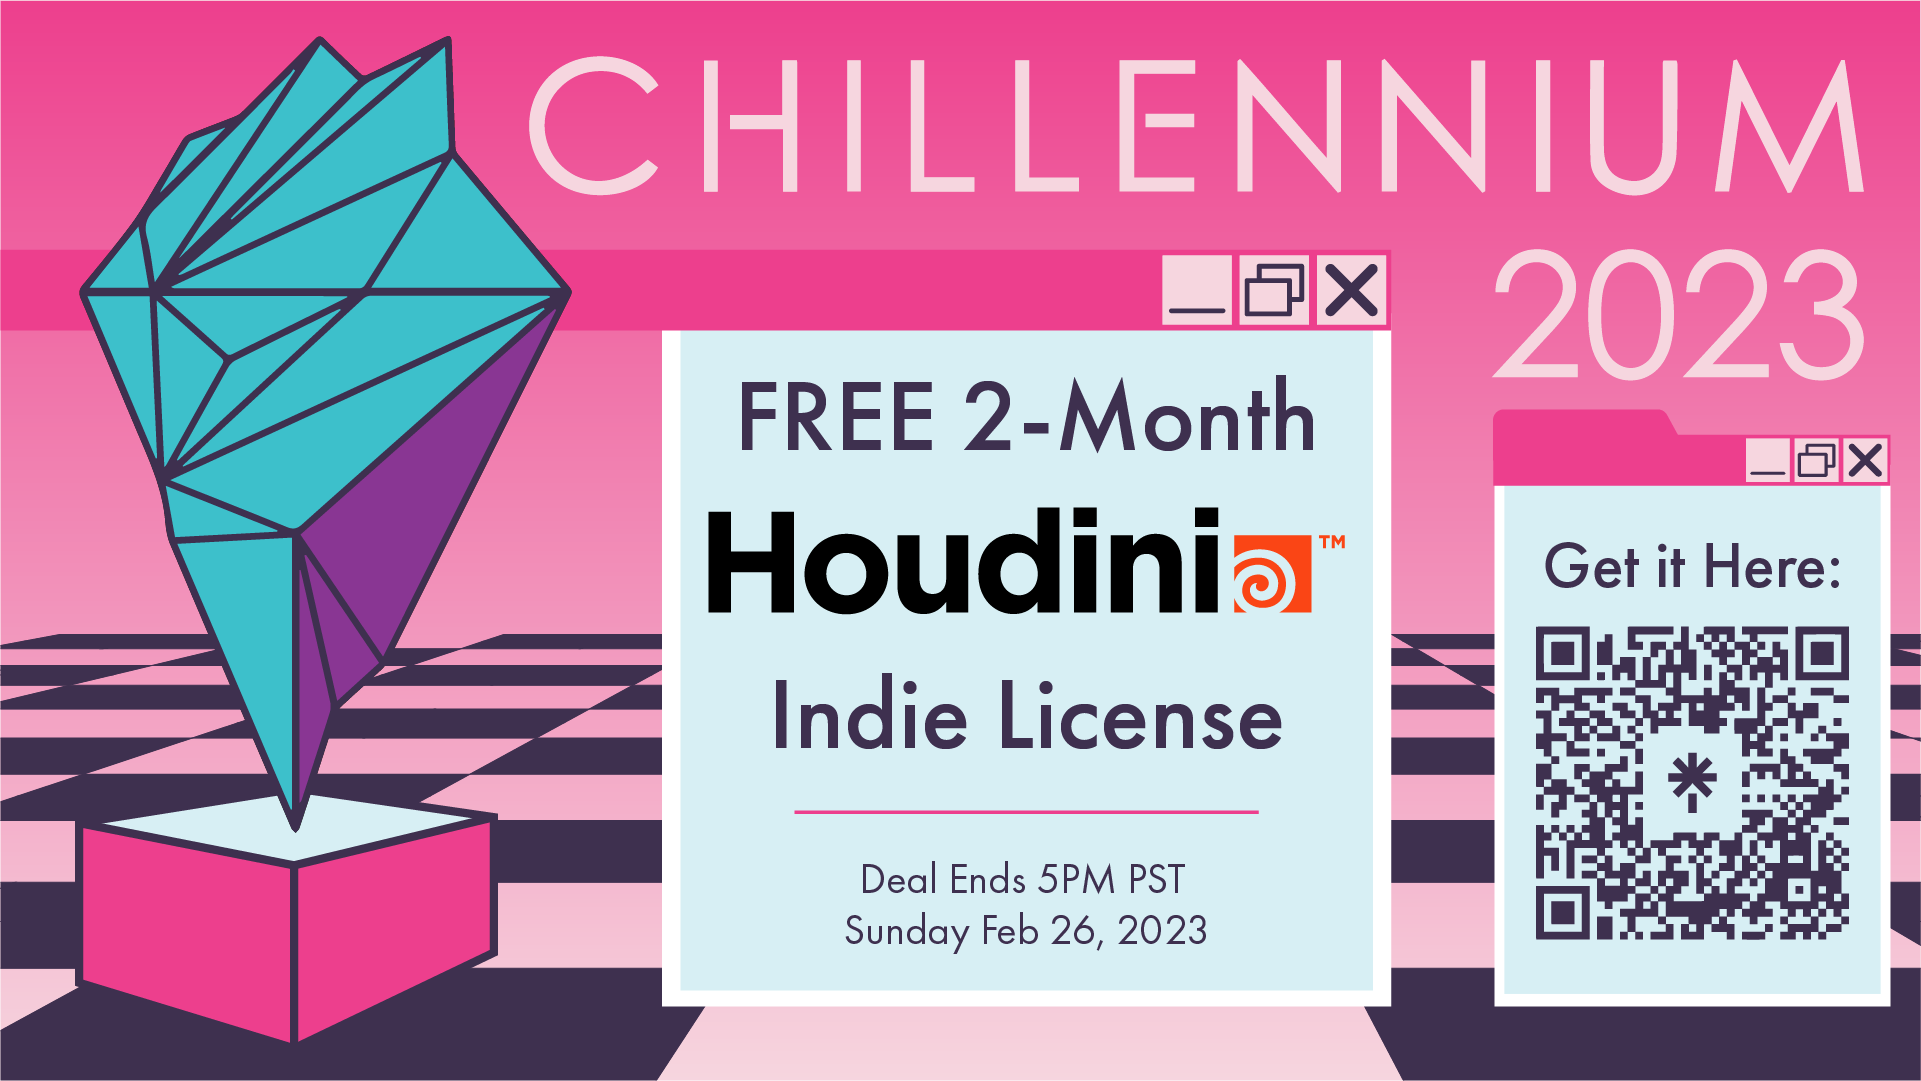 CHILLENNIUM
2023
FREE 2-Month
Houdini™
Indie License
Deal Ends 5PM PST
Sunday Feb 26, 2023
Get it Here: